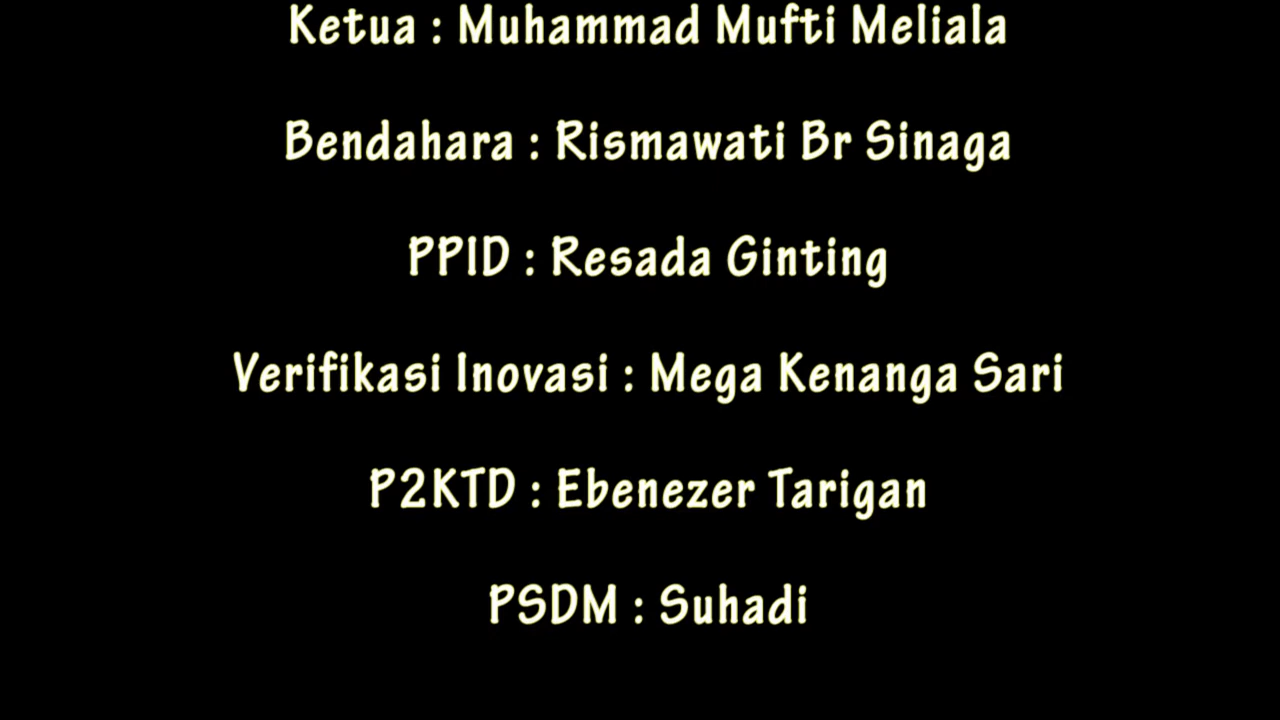 Ketua : Muhammad Mufti Meliala
Bendahara : Rismawati Br Sinaga
PPID : Resada Ginting
Verifikasi Inovasi : Mega Kenanga Sari
P2KTD : Ebenezer Tarigan
PSDM : Suhadi